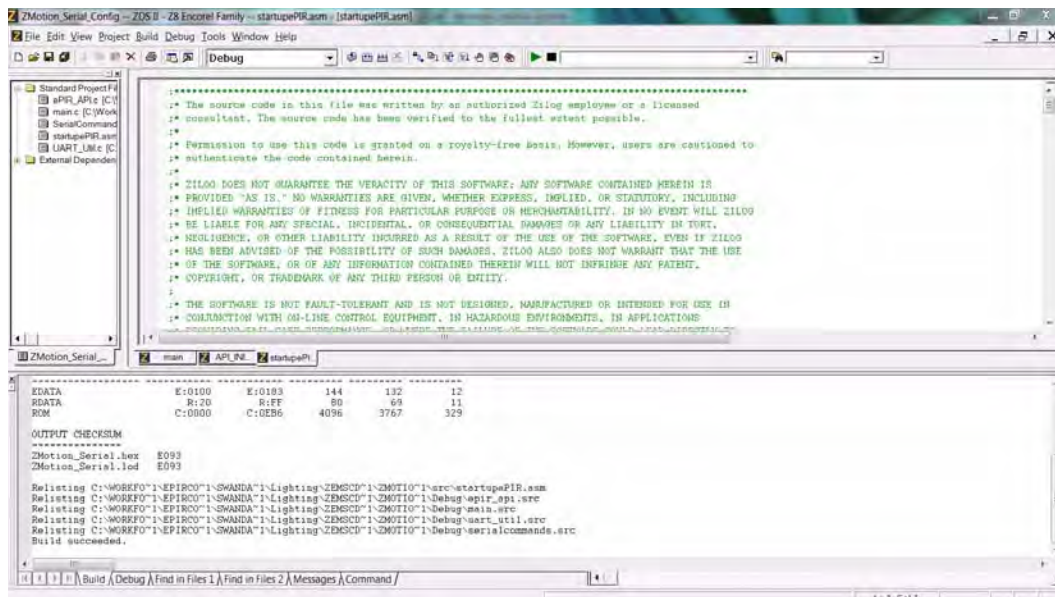 ZMotion_Serial_Config -- ZDS II - Z8 Encore! Family -- startupePIR.asm - [startupePIR.asm]
File Edit View Project Build Debug Tools Window Help
Debug
Standard Project Fil
ePIR_API.c [C:\
main.c [C:\Work
SerialCommand
startupePIR.asm
UART_Util.c [C:
External Dependen
;* The source code in this file was written by an authorized Zilog employee or a licensed
;* consultant. The source code has been verified to the fullest extent possible.
;*
;* Permission to use this code is granted on a royalty-free basis. However, users are cautioned to
;* authenticate the code contained herein.
;*
;* ZILOG DOES NOT GUARANTEE THE VERACITY OF THIS SOFTWARE; ANY SOFTWARE CONTAINED HEREIN IS
;* PROVIDED "AS IS." NO WARRANTIES ARE GIVEN, WHETHER EXPRESS, IMPLIED, OR STATUTORY, INCLUDING
;* IMPLIED WARRANTIES OF FITNESS FOR PARTICULAR PURPOSE OR MERCHANTABILITY. IN NO EVENT WILL ZILOG
;* BE LIABLE FOR ANY SPECIAL, INCIDENTAL, OR CONSEQUENTIAL DAMAGES OR ANY LIABILITY IN TORT,
;* NEGLIGENCE, OR OTHER LIABILITY INCURRED AS A RESULT OF THE USE OF THE SOFTWARE, EVEN IF ZILOG
;* HAS BEEN ADVISED OF THE POSSIBILITY OF SUCH DAMAGES. ZILOG ALSO DOES NOT WARRANT THAT THE USE
;* OF THE SOFTWARE, OR OF ANY INFORMATION CONTAINED THEREIN WILL NOT INFRINGE ANY PATENT,
;* COPYRIGHT, OR TRADEMARK OF ANY THIRD PERSON OR ENTITY.
;
;* THE SOFTWARE IS NOT FAULT-TOLERANT AND IS NOT DESIGNED, MANUFACTURED OR INTENDED FOR USE IN
;* CONJUNCTION WITH ON-LINE CONTROL EQUIPMENT, IN HAZARDOUS ENVIRONMENTS, IN APPLICATIONS
ZMotion_Serial_...
main API_INI... startupePI...
EDATA E:0100 E:0183 144 132 12
RDATA R:20 R:FF 80 69 11
ROM C:0000 C:0EB6 4096 3767 329
OUTPUT CHECKSUM
ZMotion_Serial.hex E093
ZMotion_Serial.lod E093
Relisting C:\WORKFO~1\EPIRCO~1\SWANDA~1\Lighting\ZEMSCD~1\ZMOTIO~1\src\startupePIR.asm
Relisting C:\WORKFO~1\EPIRCO~1\SWANDA~1\Lighting\ZEMSCD~1\ZMOTIO~1\Debug\epir_api.src
Relisting C:\WORKFO~1\EPIRCO~1\SWANDA~1\Lighting\ZEMSCD~1\ZMOTIO~1\Debug\main.src
Relisting C:\WORKFO~1\EPIRCO~1\SWANDA~1\Lighting\ZEMSCD~1\ZMOTIO~1\Debug\uart_util.src
Relisting C:\WORKFO~1\EPIRCO~1\SWANDA~1\Lighting\ZEMSCD~1\ZMOTIO~1\Debug\serialcommands.src
Build succeeded.
Build Debug Find in Files 1 Find in Files 2 Messages Command